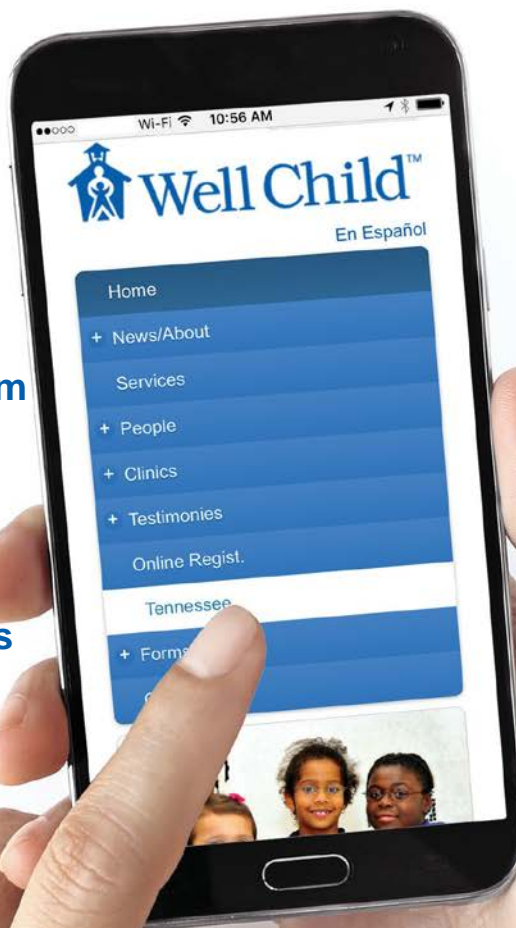 Wi-Fi 10:56 AM
Well Child™
En Español
Home
+ News/About
Services
+ People
+ Clinics
+ Testimonies
Online Regist.
Tennessee
+ Forms
m
s